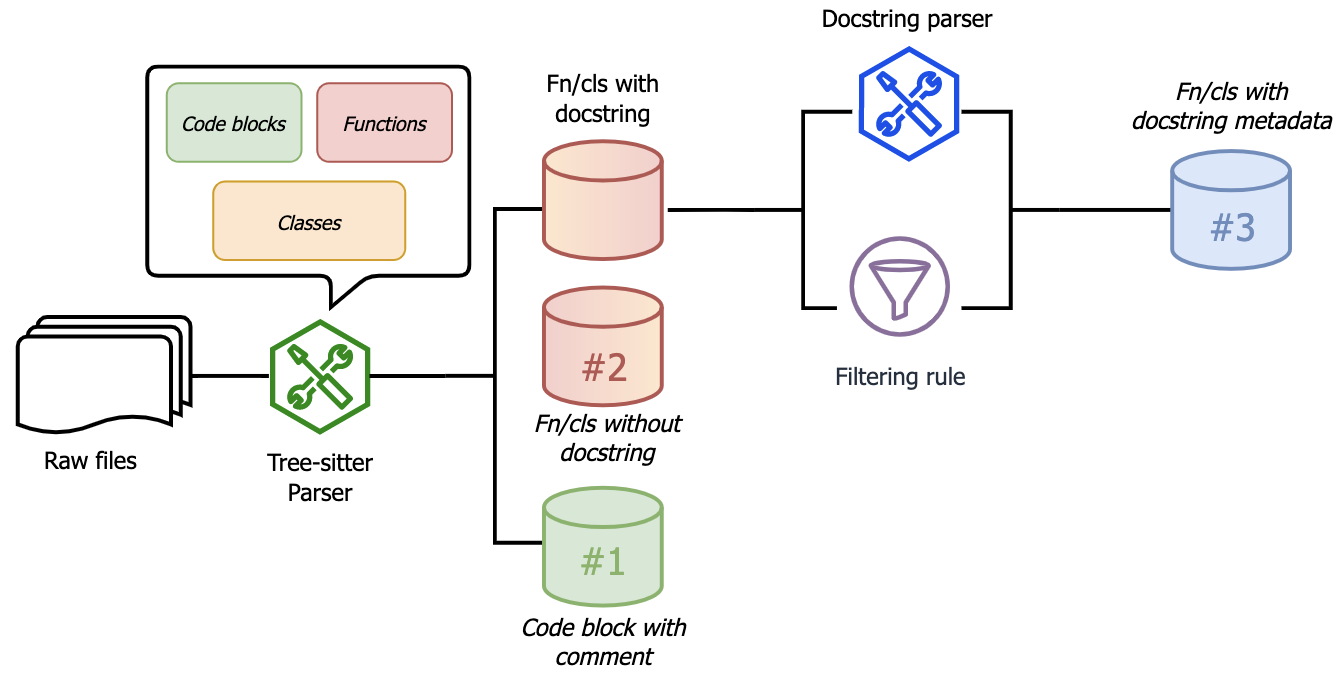 Code blocks
Functions
Classes
Raw files
Tree-sitter
Parser
Fn/cls with
docstring
#2
Fn/cls without
docstring
#1
Code block with
comment
Docstring parser
Filtering rule
Fn/cls with
docstring metadata
#3